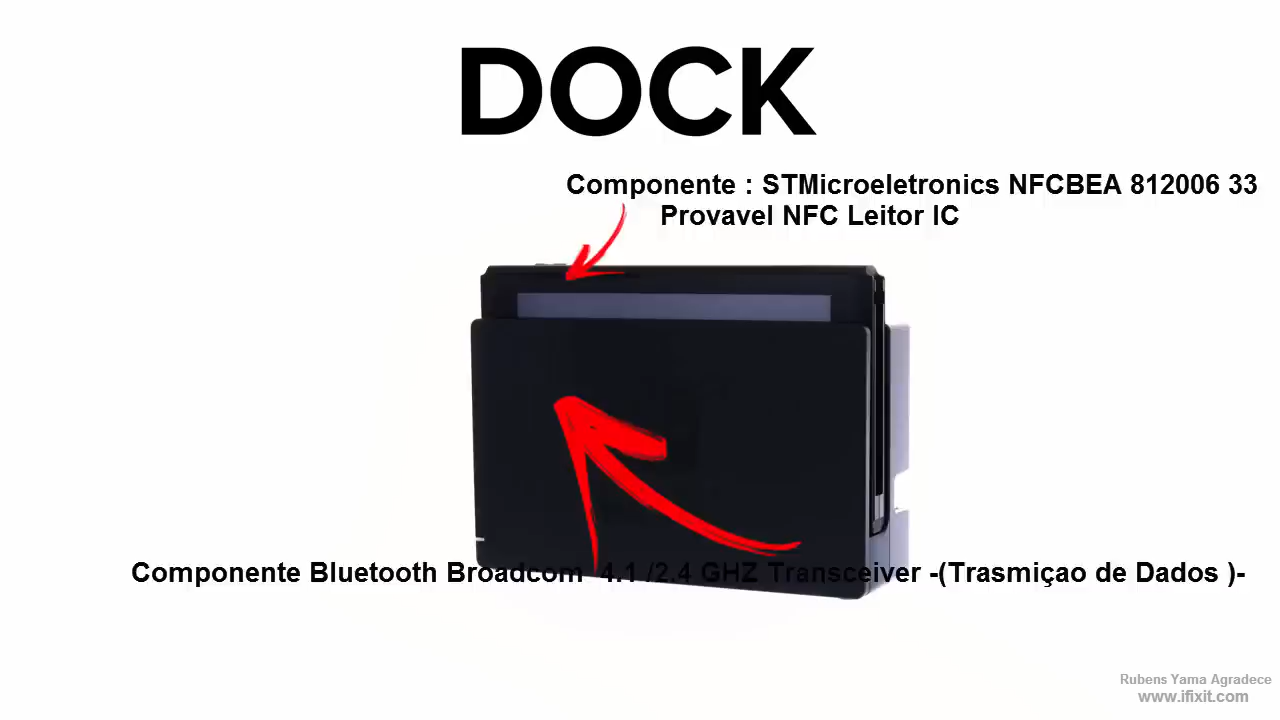 DOCK
Componente : STMicroeletronics NFCBEA 812006 33
Provavel NFC Leitor IC
Componente Bluetooth Broadcom 4.1 /2.4 GHZ Transceiver -(Trasmiçao de Dados )-
Rubens Yama Agradece
www.ifixit.com